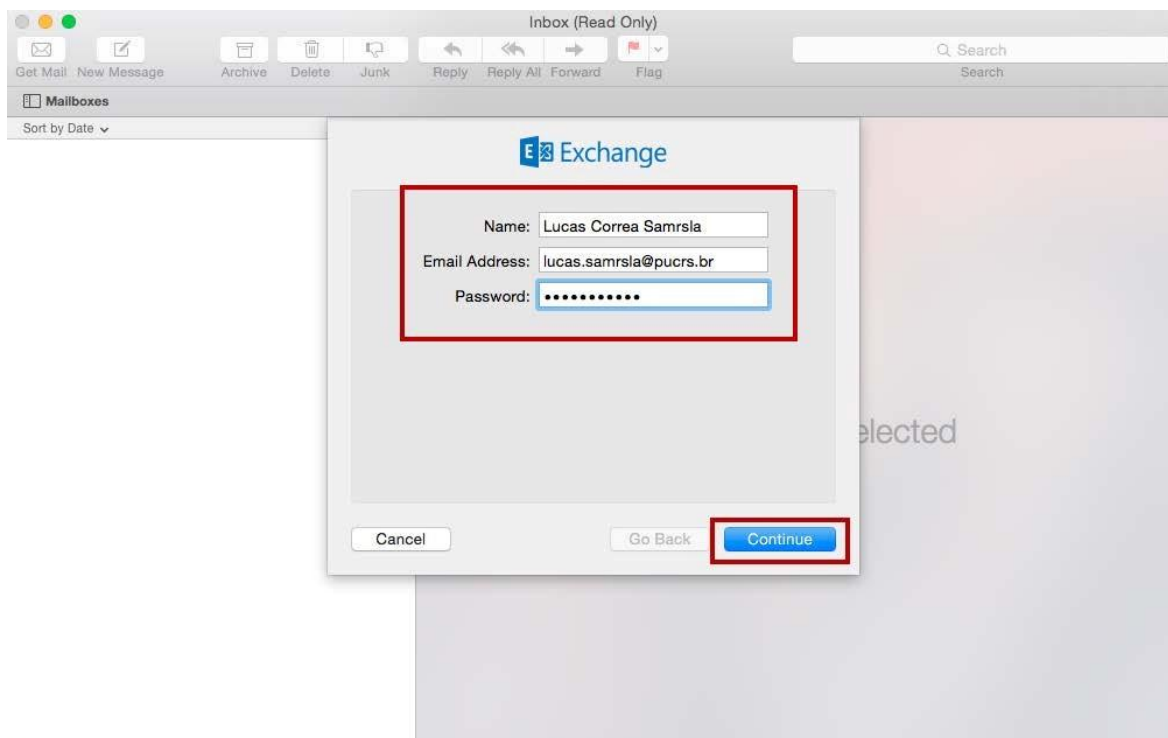 Inbox (Read Only)
Get Mail New Message Archive Delete Junk Reply Reply All Forward Flag Search
Search
Mailboxes
Sort by Date
Exchange
Name: Lucas Correa Samrsla
Email Address: lucas.samrsla@pucrs.br
Password: •••••••••••
elected
Cancel Go Back Continue